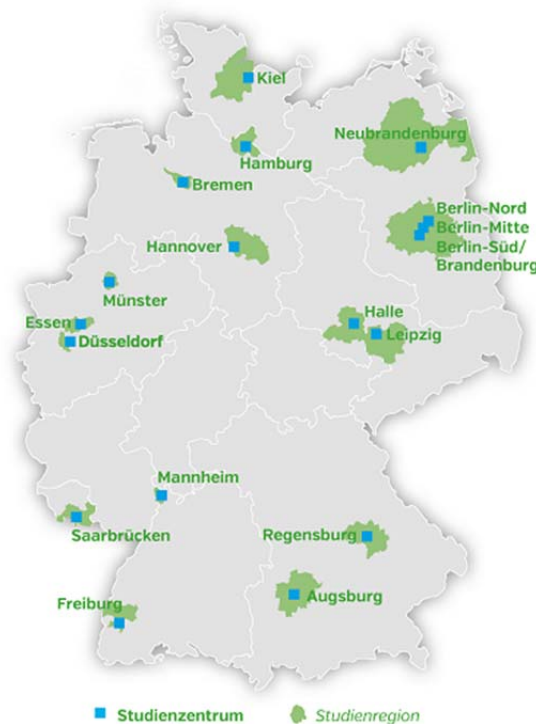 Kiel
Neubrandenburg
Hamburg
Bremen
Berlin-Nord
Berlin-Mitte
Berlin-Süd/
Brandenburg
Hannover
Münster
Halle
Essen
Leipzig
Düsseldorf
Mannheim
Saarbrücken
Regensburg
Augsburg
Freiburg
Studienzentrum
Studienregion